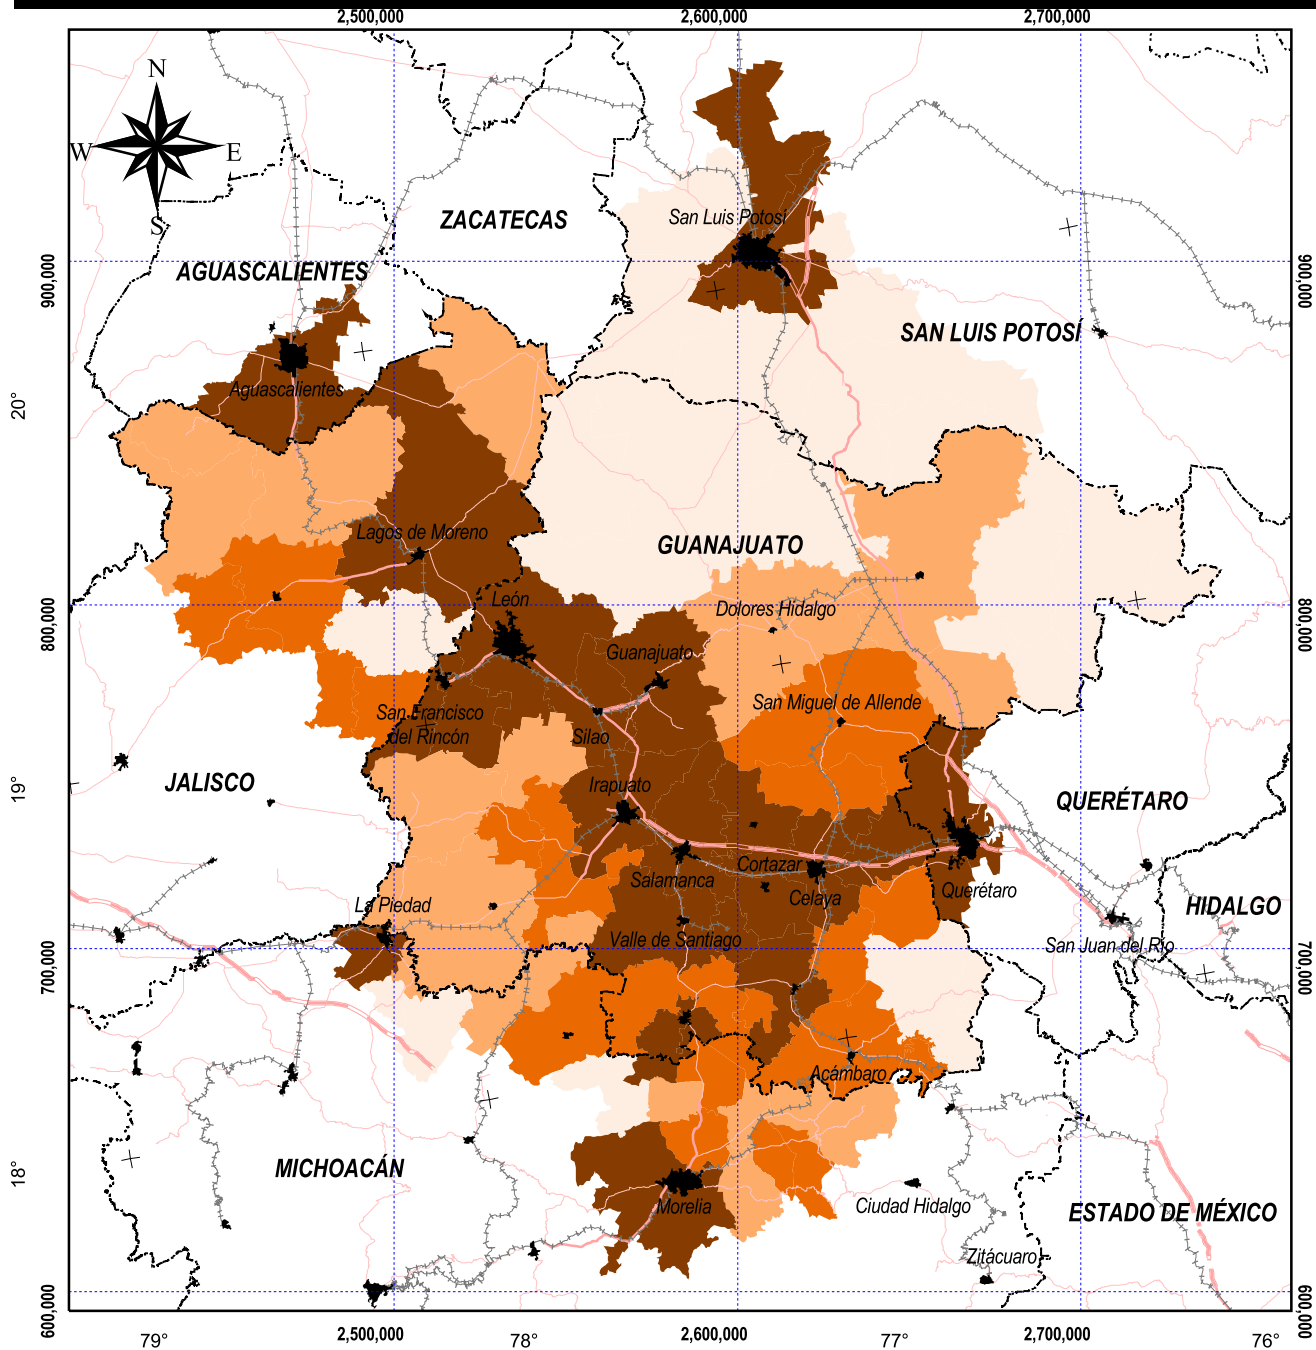 2,500,000
2,600,000
2,700,000
N
W
E
S
San Luis Potosí
ZACATECAS
AGUASCALIENTES
900,000
900,000
SAN LUIS POTOSÍ
Aguascalientes
20°
Lagos de Moreno
GUANAJUATO
León
Dolores Hidalgo
800,000
800,000
Guanajuato
San Miguel de Allende
San Francisco
del Rincón
Silao
JALISCO
Irapuato
19°
QUERÉTARO
Cortazar
Salamanca
Celaya
Querétaro
La Piedad
HIDALGO
Valle de Santiago
San Juan del Río
700,000
700,000
Acámbaro
MICHOACÁN
18°
Morelia
Ciudad Hidalgo
ESTADO DE MÉXICO
Zitácuaro
600,000
600,000
79°
2,500,000
78°
2,600,000
77°
2,700,000
76°